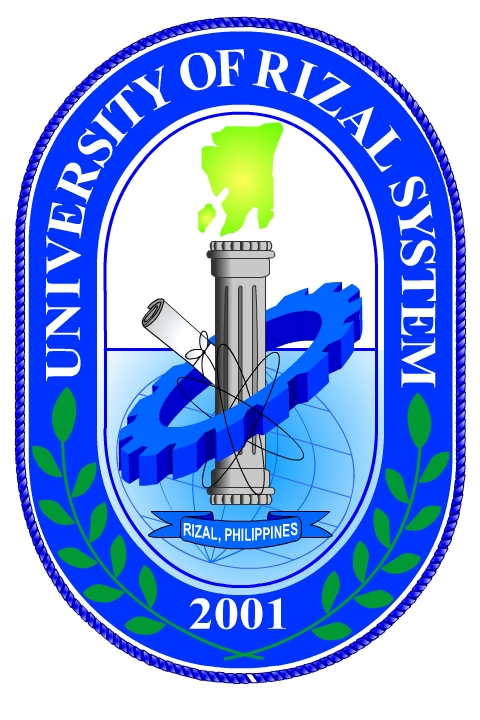 UNIVERSITY OF RIZAL SYSTEM
RIZAL, PHILIPPINES
2001